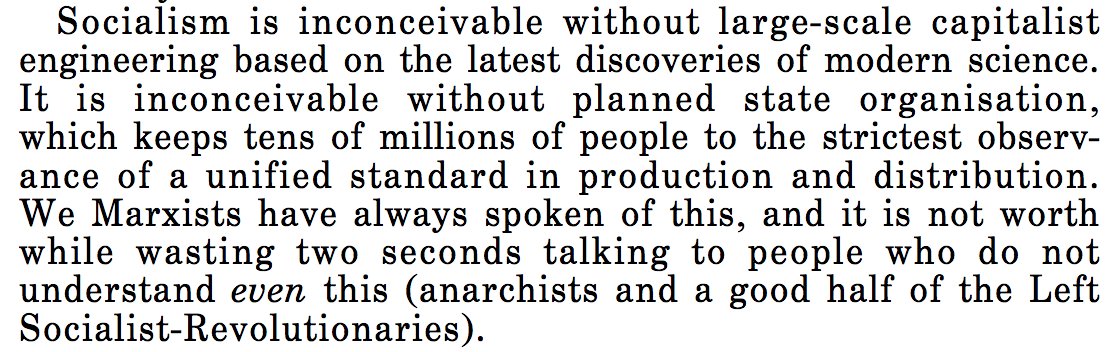 Socialism is inconceivable without large-scale capitalist
engineering based on the latest discoveries of modern science.
It is inconceivable without planned state organisation,
which keeps tens of millions of people to the strictest observ-
ance of a unified standard in production and distribution.
We Marxists have always spoken of this, and it is not worth
while wasting two seconds talking to people who do not
understand even this (anarchists and a good half of the Left
Socialist-Revolutionaries).